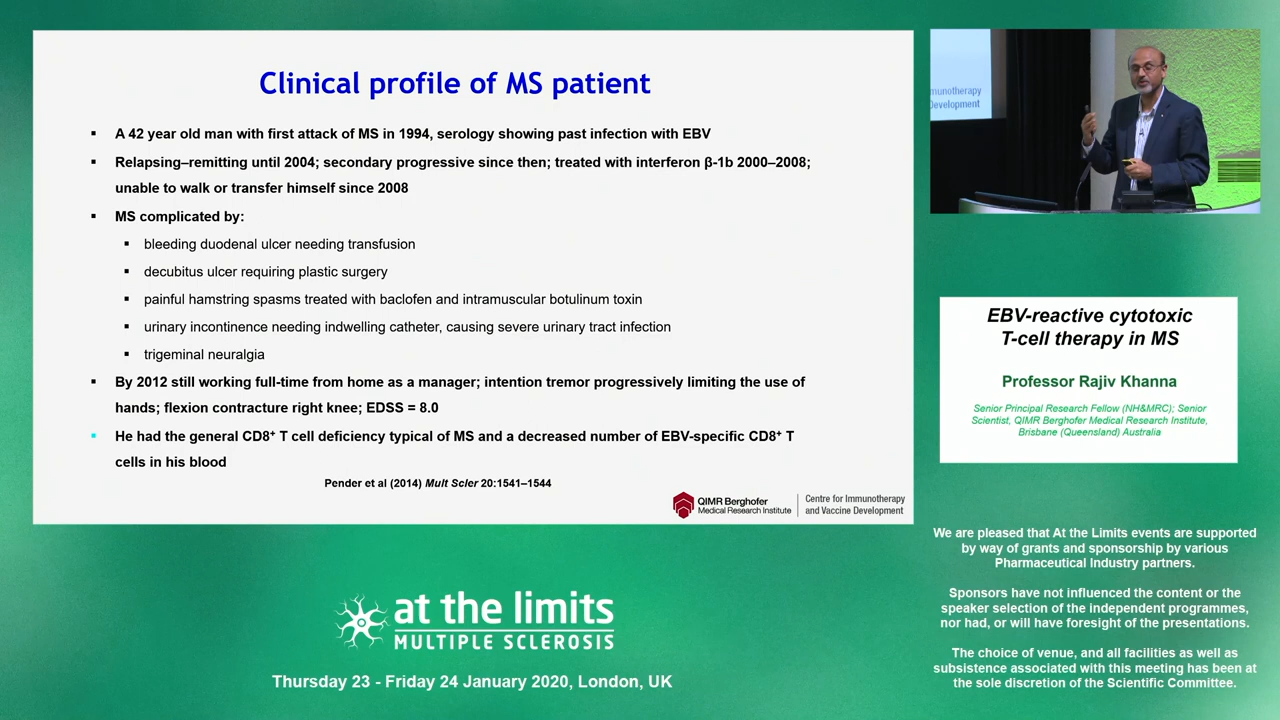 Clinical profile of MS patient
▪ A 42 year old man with first attack of MS in 1994, serology showing past infection with EBV
▪ Relapsing–remitting until 2004; secondary progressive since then; treated with interferon β-1b 2000–2008;
unable to walk or transfer himself since 2008
▪ MS complicated by:
▪ bleeding duodenal ulcer needing transfusion
▪ decubitus ulcer requiring plastic surgery
▪ painful hamstring spasms treated with baclofen and intramuscular botulinum toxin
▪ urinary incontinence needing indwelling catheter, causing severe urinary tract infection
▪ trigeminal neuralgia
▪ By 2012 still working full-time from home as a manager; intention tremor progressively limiting the use of
hands; flexion contracture right knee; EDSS = 8.0
▪ He had the general CD8⁺ T cell deficiency typical of MS and a decreased number of EBV-specific CD8⁺ T
cells in his blood
Pender et al (2014) Mult Scler 20:1541–1544
QIMR Berghofer
Medical Research Institute
Centre for Immunotherapy
and Vaccine Development
munotherapy
Development
EBV-reactive cytotoxic
T-cell therapy in MS
Professor Rajiv Khanna
Senior Principal Research Fellow (NH&MRC); Senior
Scientist, QIMR Berghofer Medical Research Institute,
Brisbane (Queensland) Australia
We are pleased that At the Limits events are supported
by way of grants and sponsorship by various
Pharmaceutical Industry partners.
Sponsors have not influenced the content or the
speaker selection of the independent programmes,
nor had, or will have foresight of the presentations.
The choice of venue, and all facilities as well as
subsistence associated with this meeting has been at
the sole discretion of the Scientific Committee.
at the limits
MULTIPLE SCLEROSIS
Thursday 23 - Friday 24 January 2020, London, UK